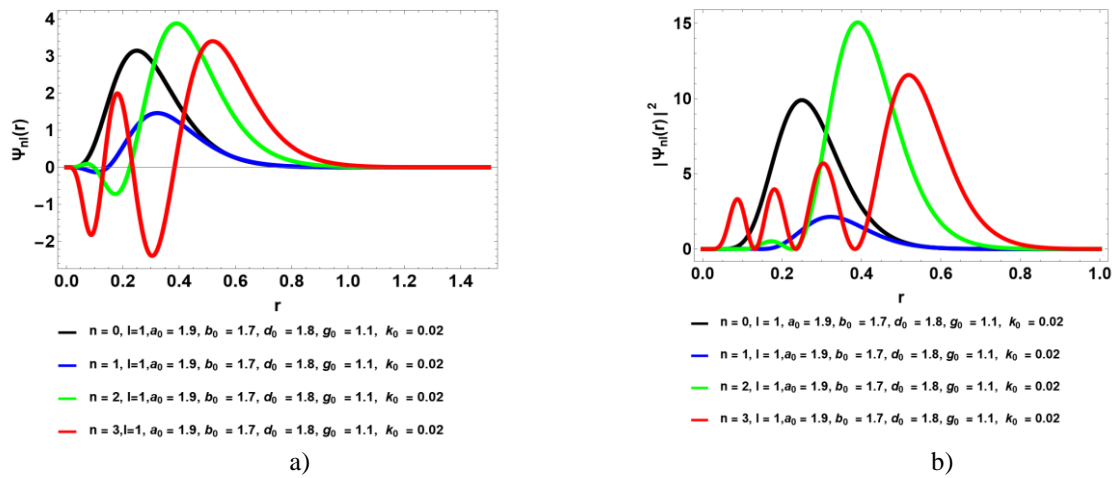 4
3
2
1
0
−1
−2
Ψnl(r)
0.0 0.2 0.4 0.6 0.8 1.0 1.2 1.4
r
n = 0, l=1,a₀ = 1.9, b₀ = 1.7, d₀ = 1.8, g₀ = 1.1, k₀ = 0.02
n = 1, l=1,a₀ = 1.9, b₀ = 1.7, d₀ = 1.8, g₀ = 1.1, k₀ = 0.02
n = 2, l=1,a₀ = 1.9, b₀ = 1.7, d₀ = 1.8, g₀ = 1.1, k₀ = 0.02
n = 3,l=1, a₀ = 1.9, b₀ = 1.7, d₀ = 1.8, g₀ = 1.1, k₀ = 0.02
a)
15
10
5
0
|Ψnl(r)|²
0.0 0.2 0.4 0.6 0.8 1.0
r
n = 0, l = 1, a₀ = 1.9, b₀ = 1.7, d₀ = 1.8, g₀ = 1.1, k₀ = 0.02
n = 1, l = 1,a₀ = 1.9, b₀ = 1.7, d₀ = 1.8, g₀ = 1.1, k₀ = 0.02
n = 2, l = 1,a₀ = 1.9, b₀ = 1.7, d₀ = 1.8, g₀ = 1.1, k₀ = 0.02
n = 3, l = 1,a₀ = 1.9, b₀ = 1.7, d₀ = 1.8, g₀ = 1.1, k₀ = 0.02
b)